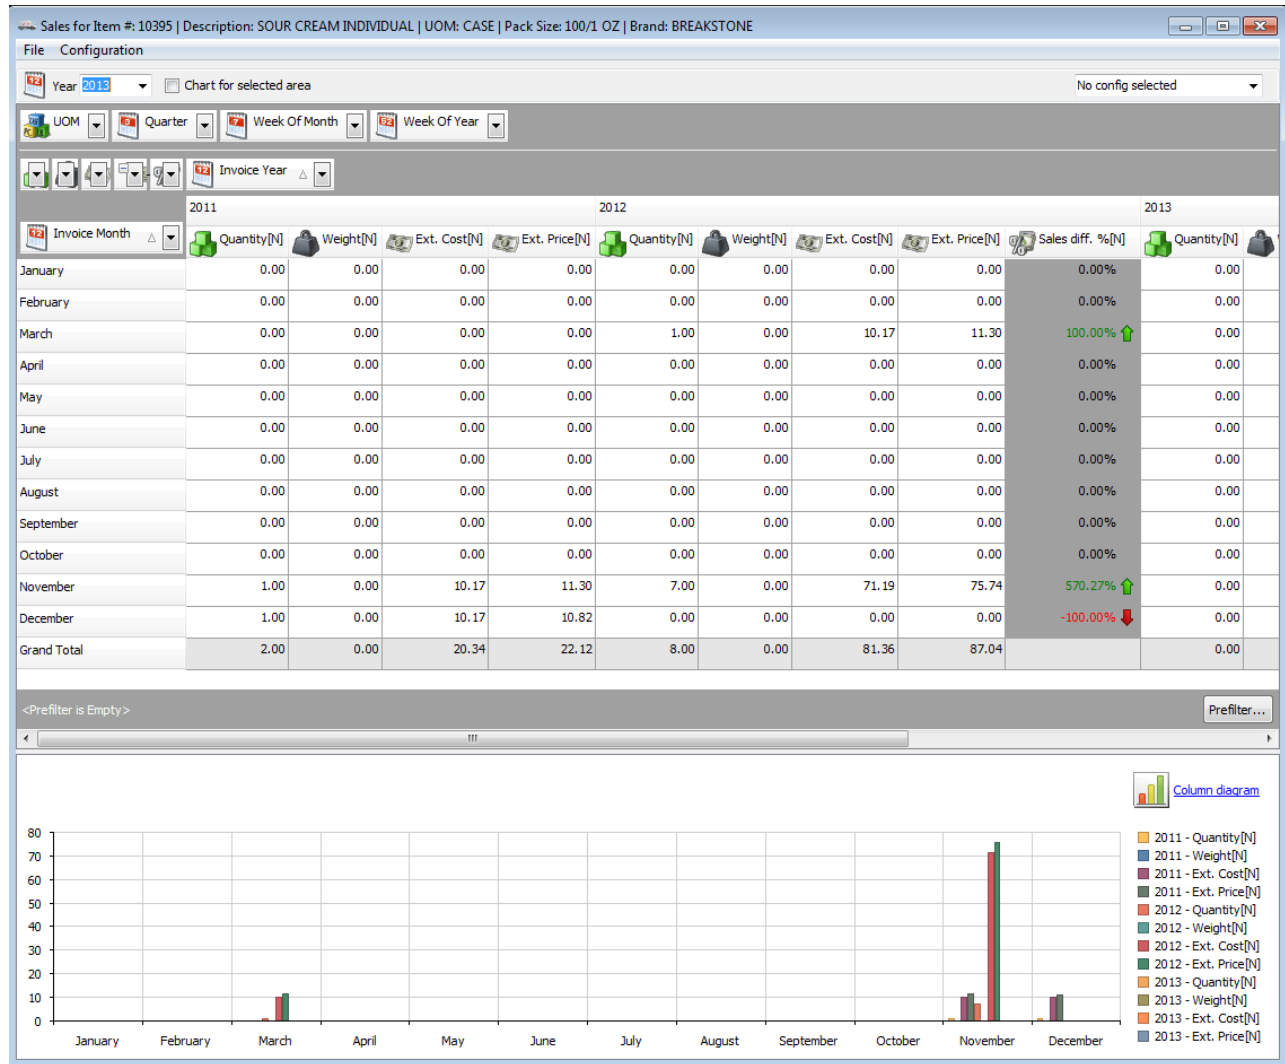 Sales for Item #: 10395 | Description: SOUR CREAM INDIVIDUAL | UOM: CASE | Pack Size: 100/1 OZ | Brand: BREAKSTONE
File Configuration
Year 2013 Chart for selected area No config selected
UOM Quarter Week Of Month Week Of Year
Invoice Year
2011 2012 2013
Invoice Month Quantity[N] Weight[N] Ext. Cost[N] Ext. Price[N] Quantity[N] Weight[N] Ext. Cost[N] Ext. Price[N] Sales diff. %[N] Quantity[N]
January 0.00 0.00 0.00 0.00 0.00 0.00 0.00 0.00 0.00% 0.00
February 0.00 0.00 0.00 0.00 0.00 0.00 0.00 0.00 0.00% 0.00
March 0.00 0.00 0.00 0.00 1.00 0.00 10.17 11.30 100.00% 0.00
April 0.00 0.00 0.00 0.00 0.00 0.00 0.00 0.00 0.00% 0.00
May 0.00 0.00 0.00 0.00 0.00 0.00 0.00 0.00 0.00% 0.00
June 0.00 0.00 0.00 0.00 0.00 0.00 0.00 0.00 0.00% 0.00
July 0.00 0.00 0.00 0.00 0.00 0.00 0.00 0.00 0.00% 0.00
August 0.00 0.00 0.00 0.00 0.00 0.00 0.00 0.00 0.00% 0.00
September 0.00 0.00 0.00 0.00 0.00 0.00 0.00 0.00 0.00% 0.00
October 0.00 0.00 0.00 0.00 0.00 0.00 0.00 0.00 0.00% 0.00
November 1.00 0.00 10.17 11.30 7.00 0.00 71.19 75.74 570.27% 0.00
December 1.00 0.00 10.17 10.82 0.00 0.00 0.00 0.00 -100.00% 0.00
Grand Total 2.00 0.00 20.34 22.12 8.00 0.00 81.36 87.04 0.00
<Prefilter is Empty> Prefilter...
Column diagram
80
70
60
50
40
30
20
10
0
January February March April May June July August September October November December
2011 - Quantity[N]
2011 - Weight[N]
2011 - Ext. Cost[N]
2011 - Ext. Price[N]
2012 - Quantity[N]
2012 - Weight[N]
2012 - Ext. Cost[N]
2012 - Ext. Price[N]
2013 - Quantity[N]
2013 - Weight[N]
2013 - Ext. Cost[N]
2013 - Ext. Price[N]